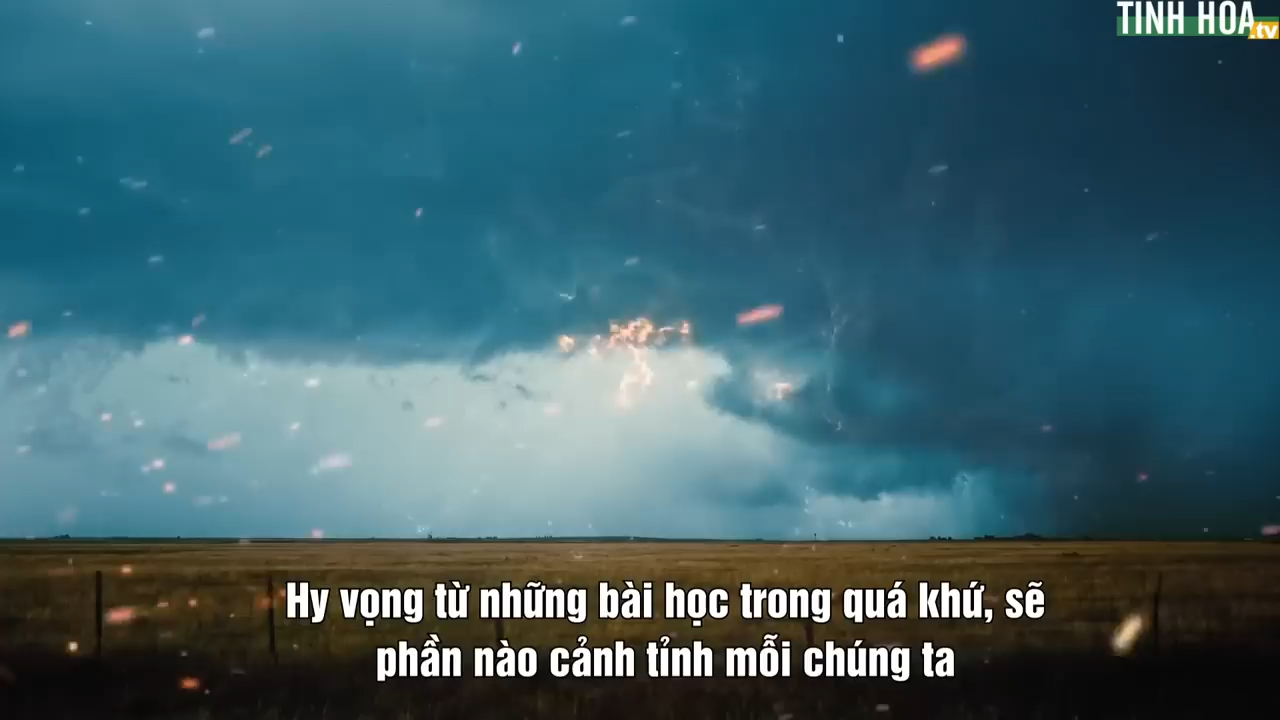 TINH HOA
.tv
Hy vọng từ những bài học trong quá khứ, sẽ
phần nào cảnh tỉnh mỗi chúng ta